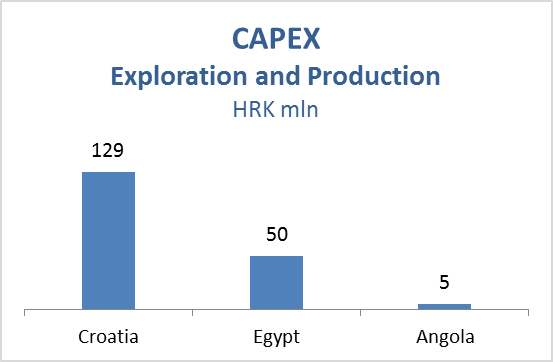 CAPEX
Exploration and Production
HRK mln
129
50
5
Croatia
Egypt
Angola